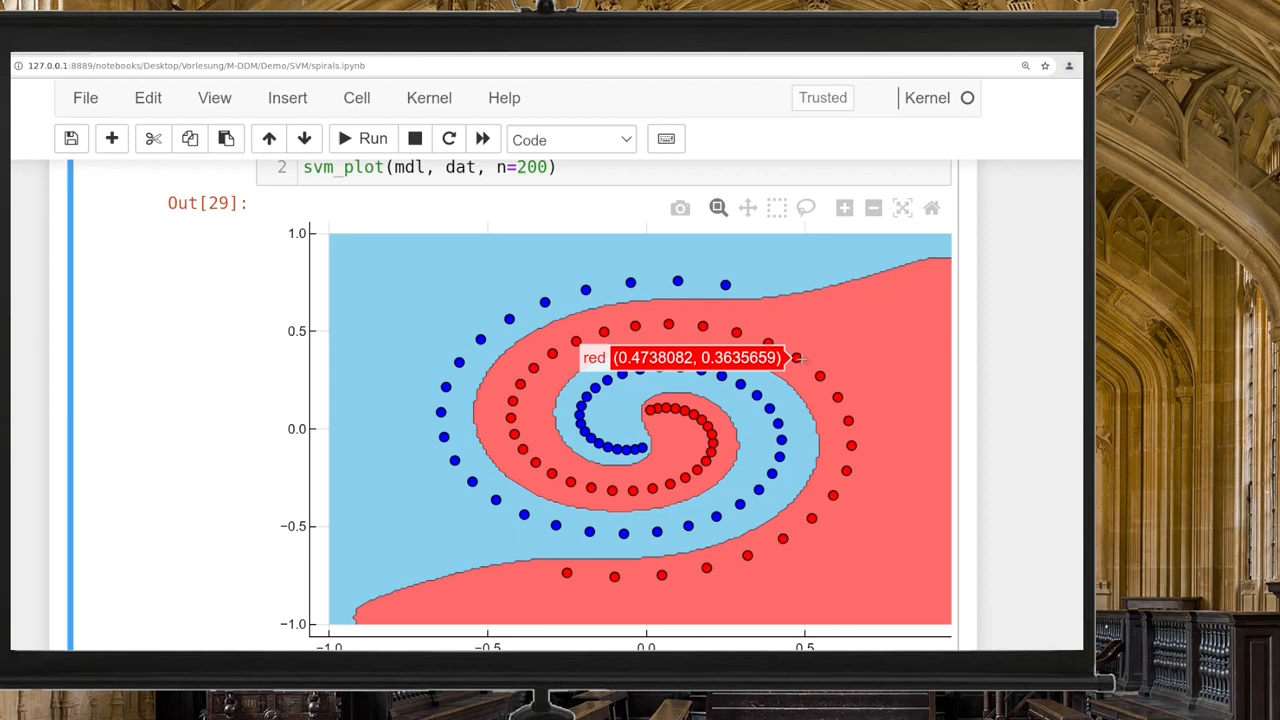 127.0.0.1:8889/notebooks/Desktop/Vorlesung/M-DDM/Demo/SVM/spirals.ipynb
File Edit View Insert Cell Kernel Help Trusted Kernel
Run Code
2 svm_plot(mdl, dat, n=200)
Out[29]:
1.0
0.5
red (0.4738082, 0.3635659)
0.0
−0.5
−1.0
−1.0 −0.5 0.0 0.5